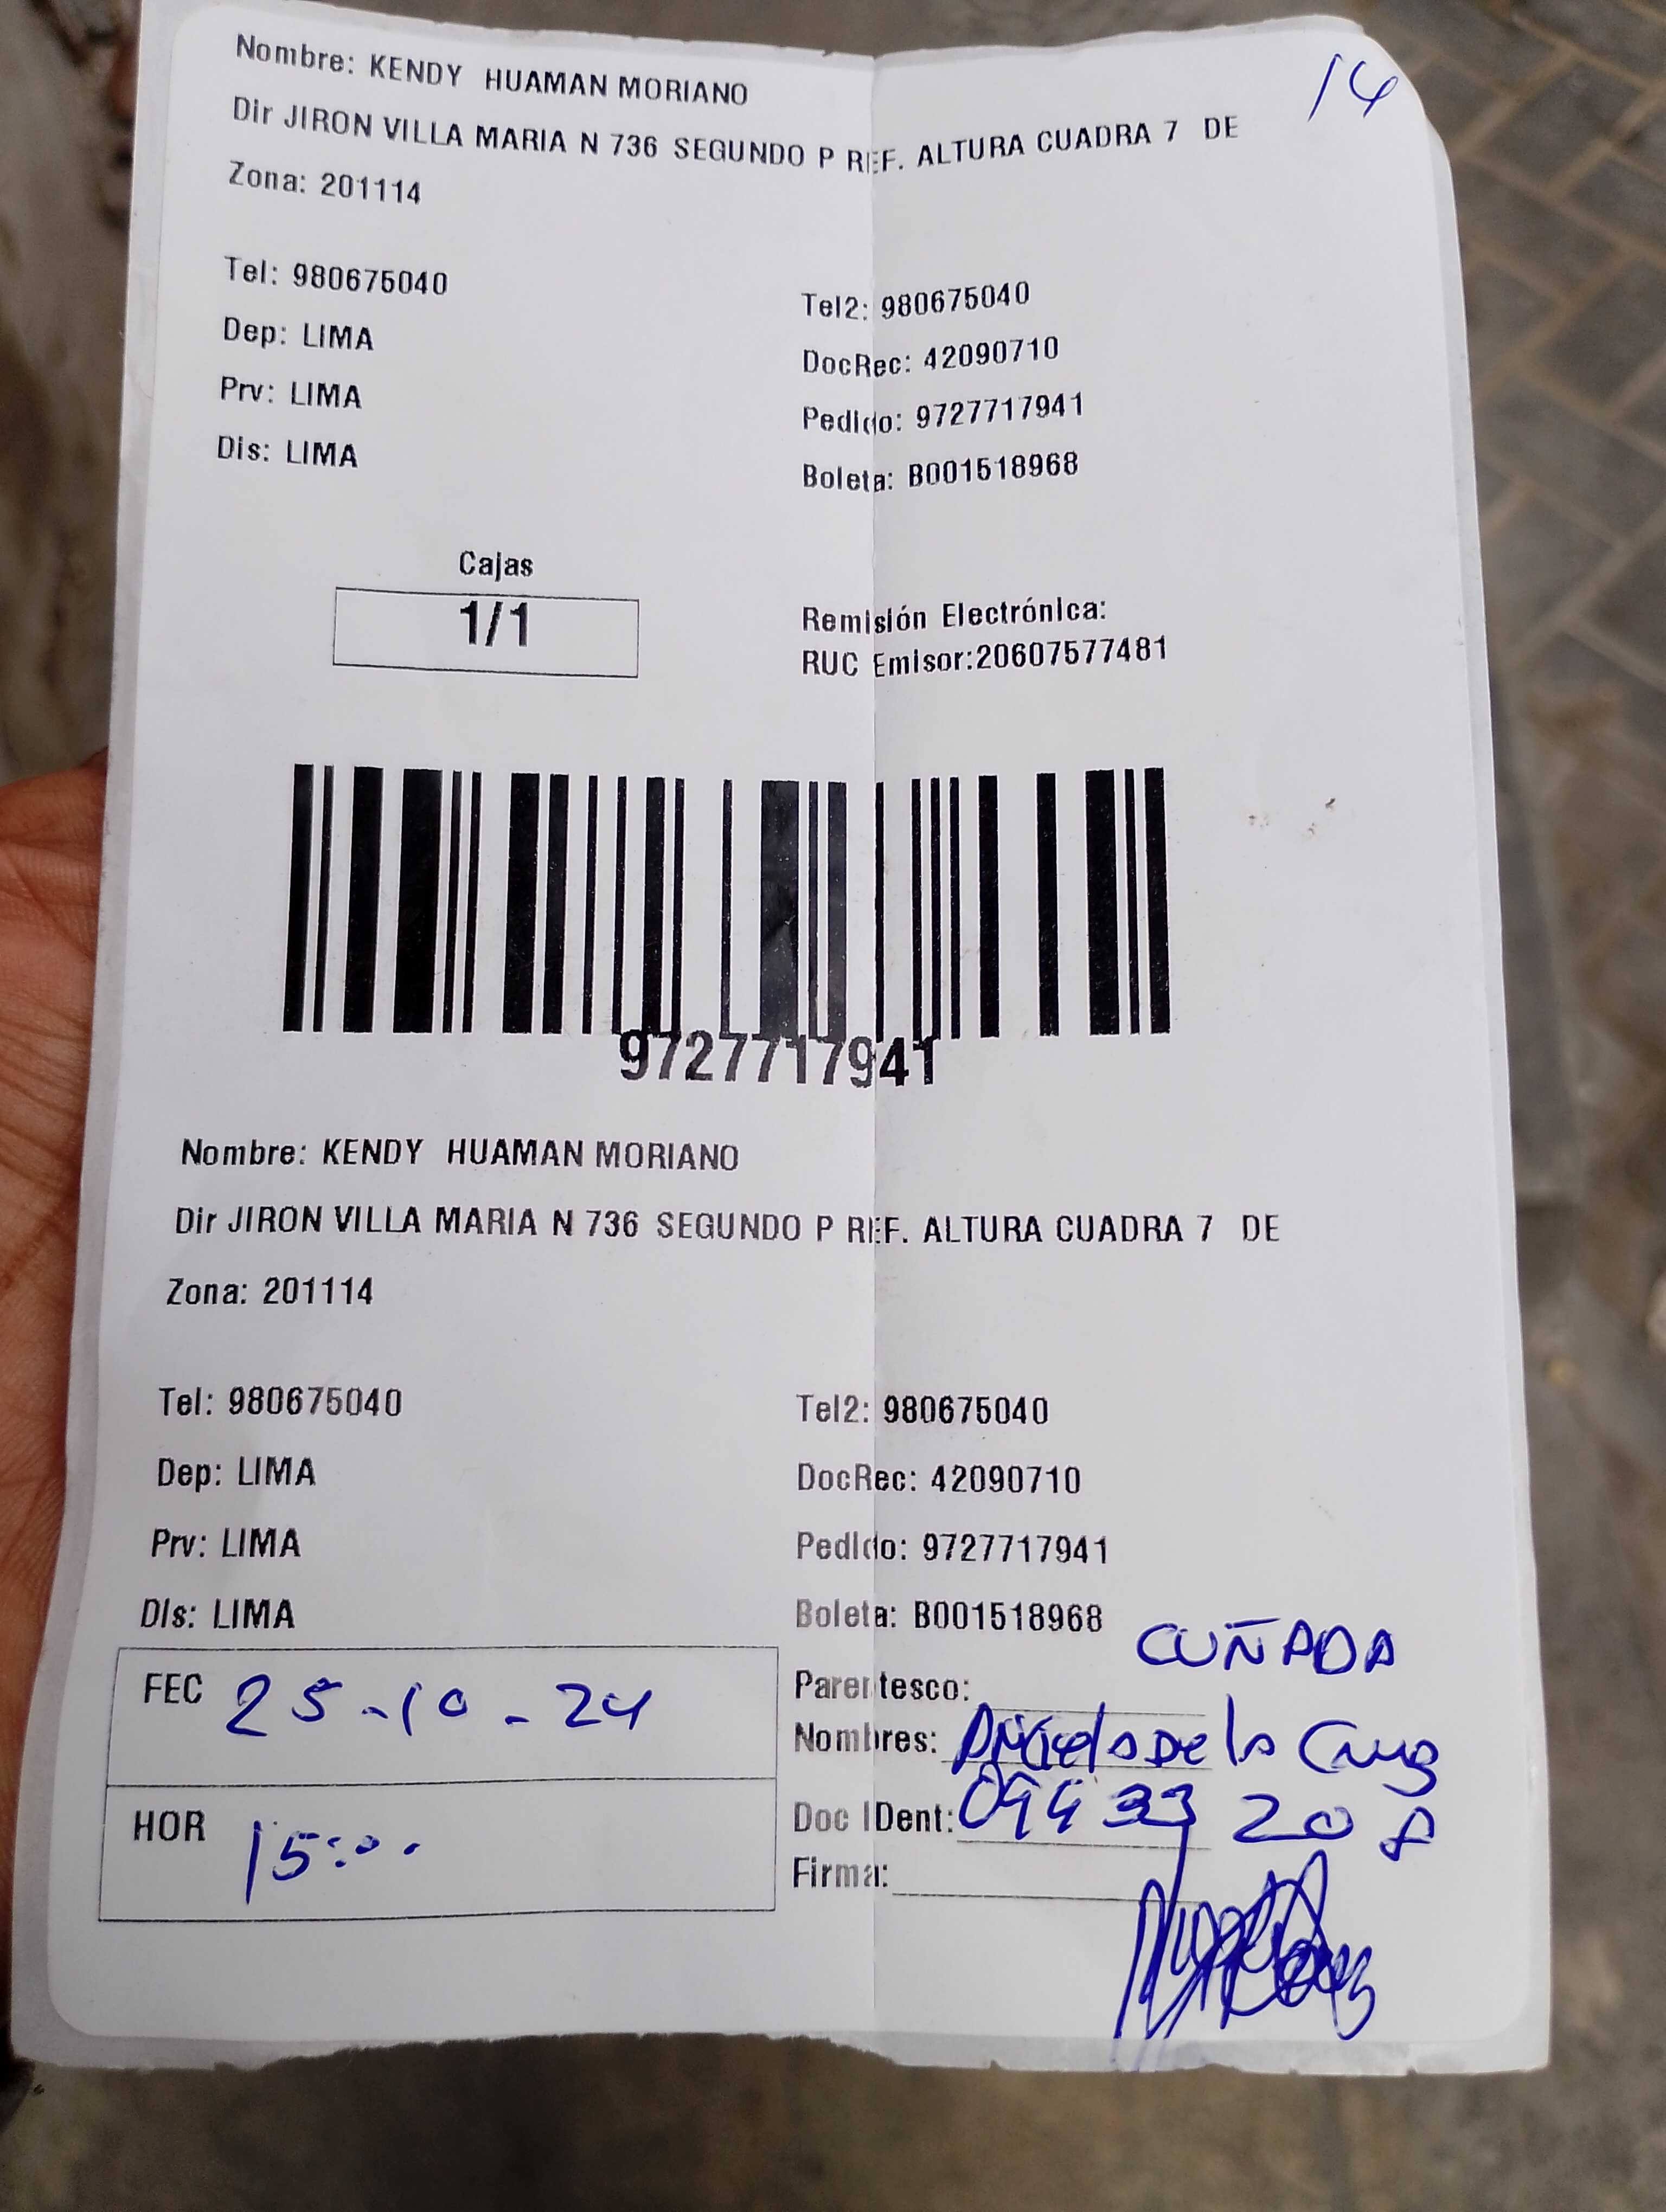 14
Nombre: KENDY HUAMAN MORIANO
Dir JIRON VILLA MARIA N 736 SEGUNDO P REF. ALTURA CUADRA 7 DE
Zona: 201114
Tel: 980675040
Tel2: 980675040
Dep: LIMA
DocRec: 42090710
Prv: LIMA
Pedido: 9727717941
Dis: LIMA
Boleta: B001518968
Cajas
1/1
Remisión Electrónica:
RUC Emisor:20607577481
9727717941
Nombre: KENDY HUAMAN MORIANO
Dir JIRON VILLA MARIA N 736 SEGUNDO P REF. ALTURA CUADRA 7 DE
Zona: 201114
Tel: 980675040
Tel2: 980675040
Dep: LIMA
DocRec: 42090710
Prv: LIMA
Pedido: 9727717941
Dis: LIMA
Boleta: B001518968
FEC 25-10-24
Parentesco: CUÑADA
Nombres: De la Cruz
HOR 15:00
Doc IDent:
Firma: